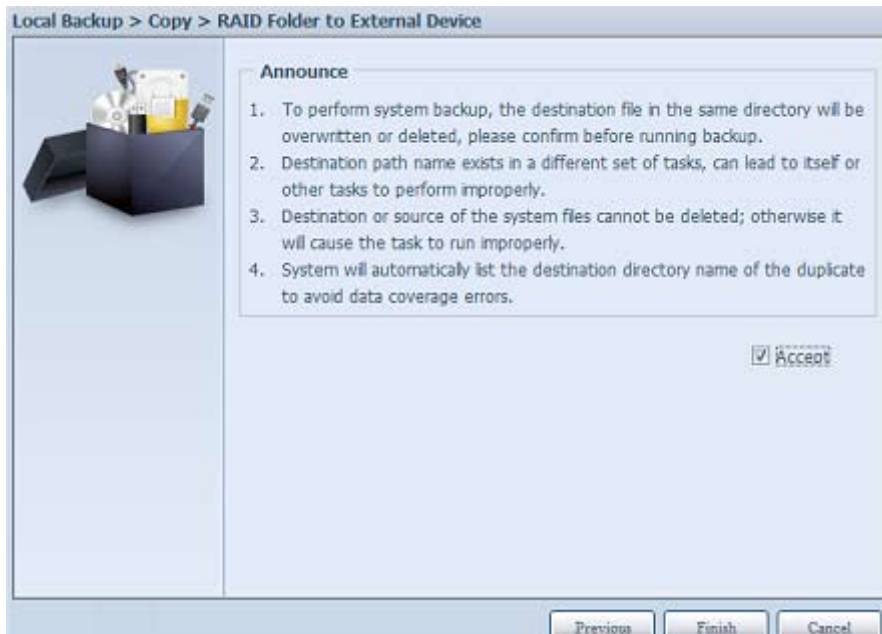 Local Backup > Copy > RAID Folder to External Device
Announce
1. To perform system backup, the destination file in the same directory will be
overwritten or deleted, please confirm before running backup.
2. Destination path name exists in a different set of tasks, can lead to itself or
other tasks to perform improperly.
3. Destination or source of the system files cannot be deleted; otherwise it
will cause the task to run improperly.
4. System will automatically list the destination directory name of the duplicate
to avoid data coverage errors.
Accept
Previous Finish Cancel